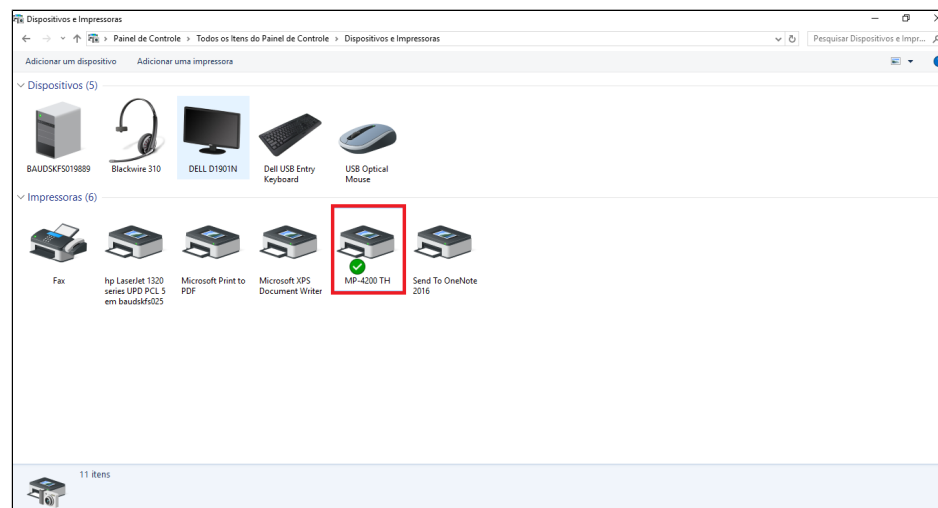 Dispositivos e Impressoras
Painel de Controle > Todos os Itens do Painel de Controle > Dispositivos e Impressoras
Pesquisar Dispositivos e Impr...
Adicionar um dispositivo Adicionar uma impressora
Dispositivos (5)
BAUDSKFS019889 Blackwire 310 DELL D1901N Dell USB Entry USB Optical
Keyboard Mouse
Impressoras (6)
Fax hp LaserJet 1320 Microsoft Print to Microsoft XPS MP-4200 TH Send To OneNote
series UPD PCL 5 PDF Document Writer 2016
em baudskfs025
11 itens